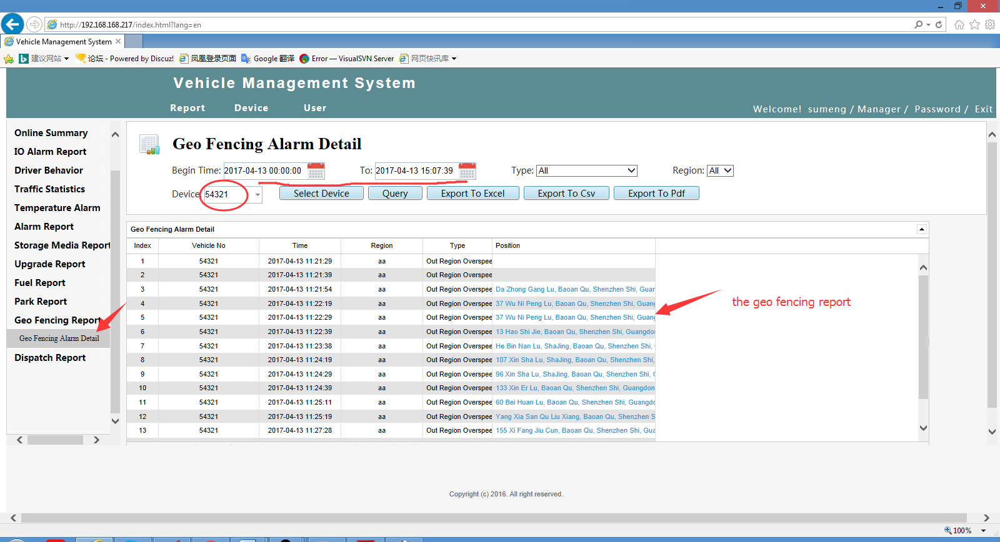 http://192.168.168.217/index.html?lang=en
Vehicle Management System
建议网站
论坛 - Powered by Discuz!
凤凰登录页面
Google 翻译
Error — VisualSVN Server
网页快讯库
Vehicle Management System
Report Device User
Welcome! sumeng / Manager / Password / Exit
Online Summary
IO Alarm Report
Driver Behavior
Traffic Statistics
Temperature Alarm
Alarm Report
Storage Media Report
Upgrade Report
Fuel Report
Park Report
Geo Fencing Report
Geo Fencing Alarm Detail
Dispatch Report
Geo Fencing Alarm Detail
Begin Time: 2017-04-13 00:00:00 To: 2017-04-13 15:07:39 Type: All Region: All
Device: 54321 Select Device Query Export To Excel Export To Csv Export To Pdf
Geo Fencing Alarm Detail
Index Vehicle No Time Region Type Position
1 54321 2017-04-13 11:21:29 aa Out Region Overspee
2 54321 2017-04-13 11:21:39 aa Out Region Overspee
3 54321 2017-04-13 11:21:54 aa Out Region Overspee Da Zhong Gang Lu, Baoan Qu, Shenzhen Shi, Guan
4 54321 2017-04-13 11:22:19 aa Out Region Overspee 37 Wu Ni Peng Lu, Baoan Qu, Shenzhen Shi, Guang
5 54321 2017-04-13 11:22:29 aa Out Region Overspee 37 Wu Ni Peng Lu, Baoan Qu, Shenzhen Shi, Guang
6 54321 2017-04-13 11:22:39 aa Out Region Overspee 13 Hao Shi Jie, Baoan Qu, Shenzhen Shi, Guangdon
7 54321 2017-04-13 11:23:38 aa Out Region Overspee He Bin Nan Lu, ShaJing, Baoan Qu, Shenzhen Shi,
8 54321 2017-04-13 11:24:19 aa Out Region Overspee 107 Xin Sha Lu, ShaJing, Baoan Qu, Shenzhen Shi,
9 54321 2017-04-13 11:24:29 aa Out Region Overspee 96 Xin Sha Lu, ShaJing, Baoan Qu, Shenzhen Shi,
10 54321 2017-04-13 11:24:39 aa Out Region Overspee 133 Xin Er Lu, Baoan Qu, Shenzhen Shi, Guangdon
11 54321 2017-04-13 11:25:11 aa Out Region Overspee 60 Bei Huan Lu, Baoan Qu, Shenzhen Shi, Guangdo
12 54321 2017-04-13 11:25:19 aa Out Region Overspee Yang Xia San Qu Liu Xiang, Baoan Qu, Shenzhen S
13 54321 2017-04-13 11:27:28 aa Out Region Overspee 155 Xi Fang Jiu Cun, Baoan Qu, Shenzhen Shi, Gua
the geo fencing report
Copyright (c) 2016. All right reserved.
100%